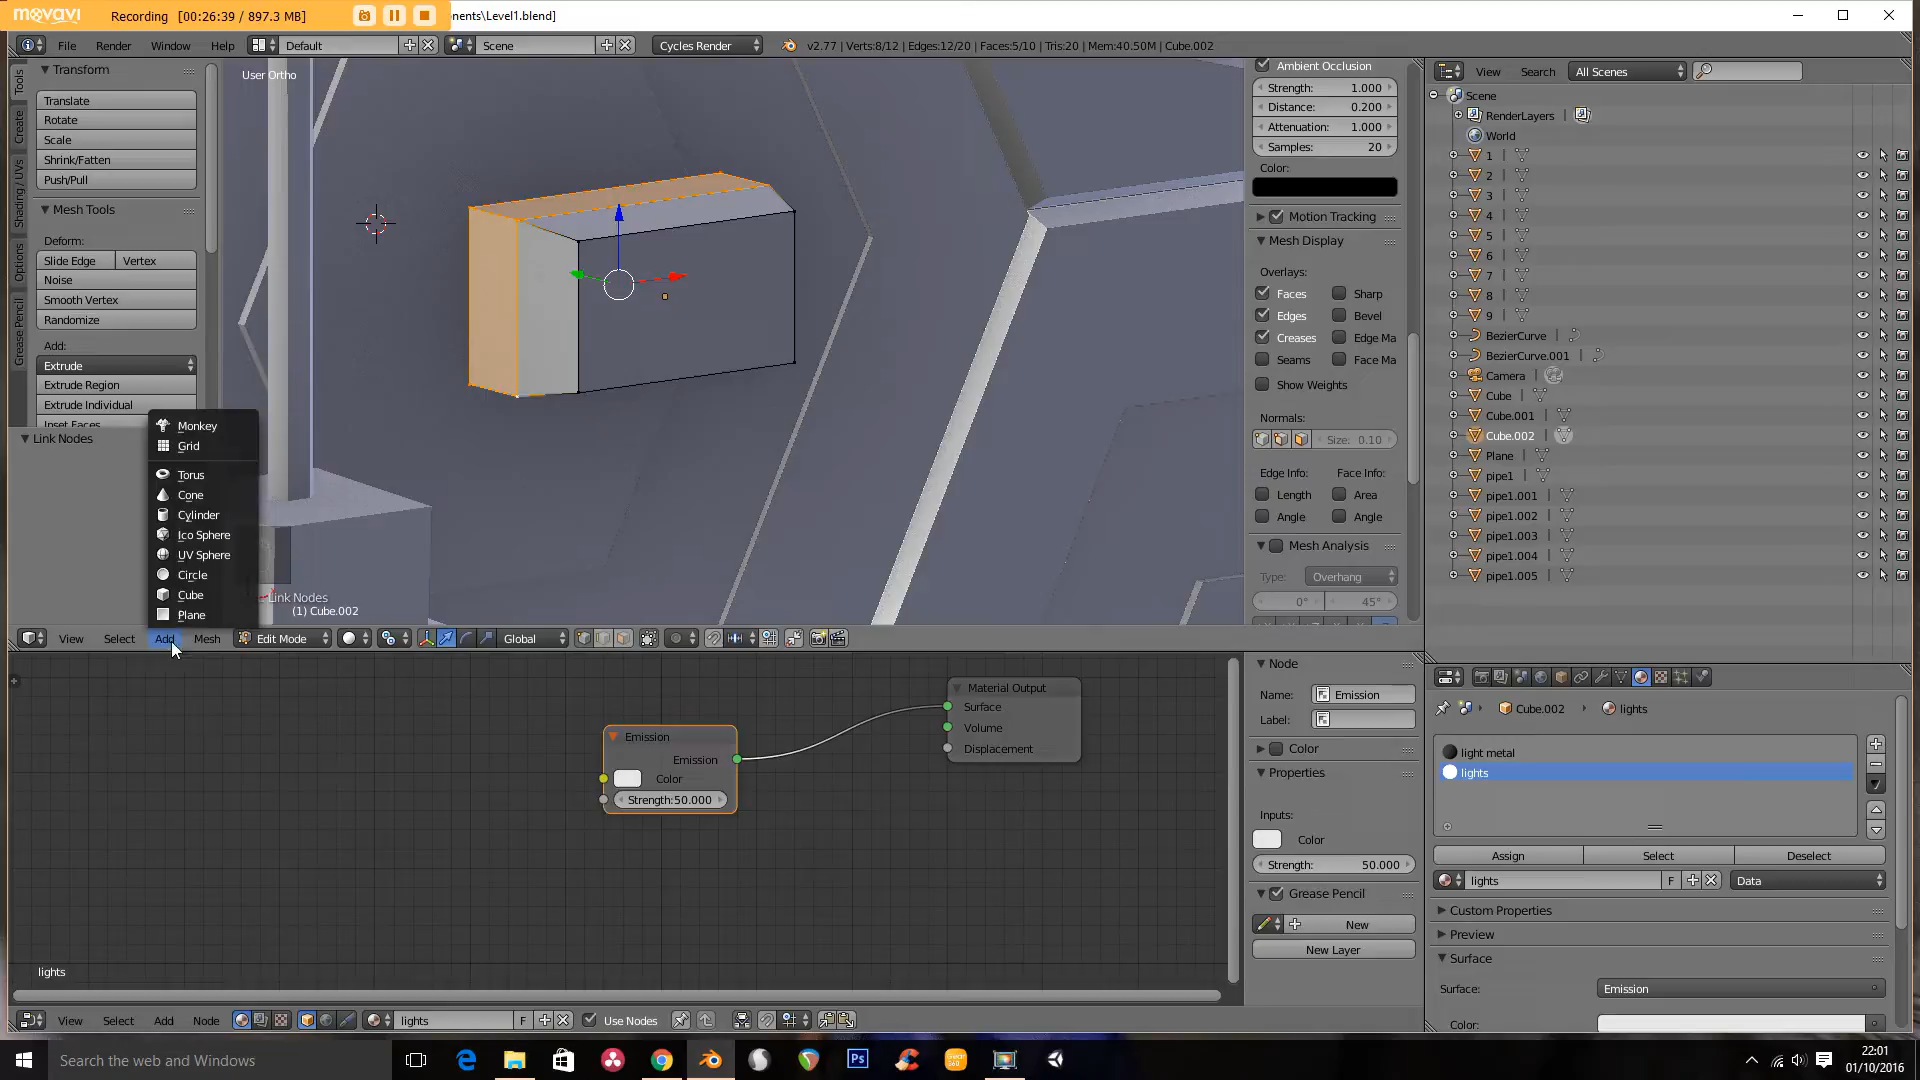 movavi Recording [00:26:39 / 897.3 MB]
nents\Level1.blend]
File Render Window Help Default Scene Cycles Render v2.77 | Verts:8/12 | Edges:12/20 | Faces:5/10 | Tris:20 | Mem:40.50M | Cube.002
Tools
Create
Shading / UVs
Options
Grease Pencil
Transform
Translate
Rotate
Scale
Shrink/Fatten
Push/Pull
Mesh Tools
Deform:
Slide Edge Vertex
Noise
Smooth Vertex
Randomize
Add:
Extrude
Extrude Region
Extrude Individual
Inset Faces
Link Nodes
User Ortho
Monkey
Grid
Torus
Cone
Cylinder
Ico Sphere
UV Sphere
Circle
Cube
Plane
Link Nodes
(1) Cube.002
View Select Add Mesh Edit Mode Global
Ambient Occlusion
Strength: 1.000
Distance: 0.200
Attenuation: 1.000
Samples: 20
Color:
Motion Tracking
Mesh Display
Overlays:
Faces Sharp
Edges Bevel
Creases Edge Ma
Seams Face Ma
Show Weights
Normals:
Size: 0.10
Edge Info: Face Info:
Length Area
Angle Angle
Mesh Analysis
Type: Overhang
0° 45°
View Search All Scenes
Scene
RenderLayers
World
1
2
3
4
5
6
7
8
9
BezierCurve
BezierCurve.001
Camera
Cube
Cube.001
Cube.002
Plane
pipe1
pipe1.001
pipe1.002
pipe1.003
pipe1.004
pipe1.005
Emission
Emission
Color
Strength:50.000
Material Output
Surface
Volume
Displacement
lights
View Select Add Node lights F Use Nodes
Node
Name: Emission
Label:
Color
Properties
Inputs:
Color
Strength: 50.000
Grease Pencil
New
New Layer
Cube.002 lights
light metal
lights
Assign Select Deselect
lights F Data
Custom Properties
Preview
Surface
Surface: Emission
Color:
Search the web and Windows
Ps
22:01
01/10/2016